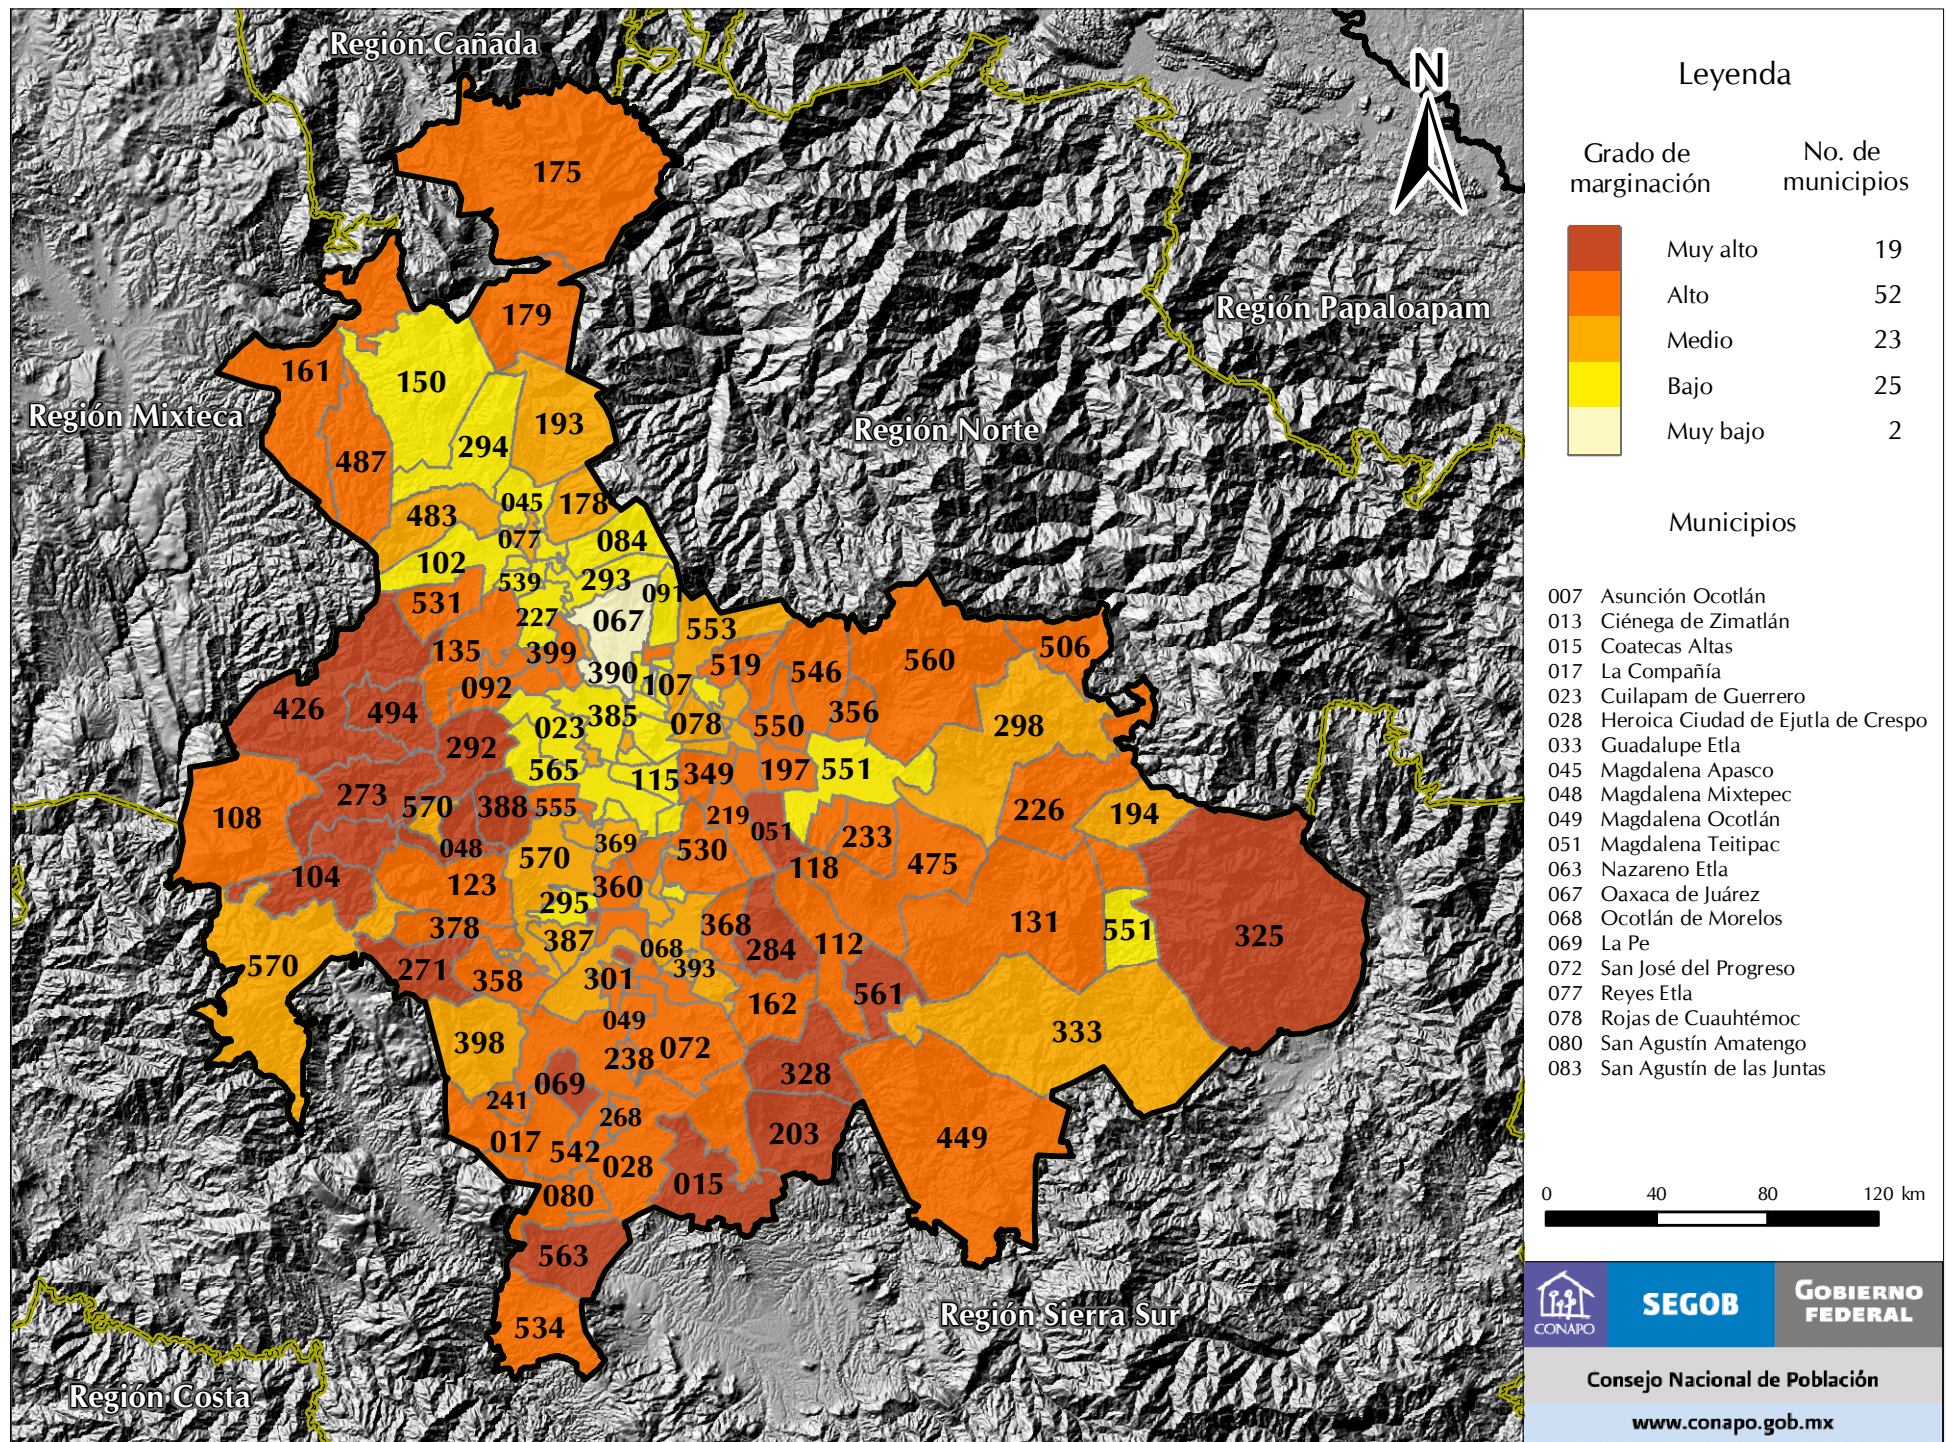 Región Cañada
175
Región Papaloapam
179
161
150
Región Mixteca
193
Región Norte
294
487
045
178
483
077
084
102
539
293
091
531
227
067
553
135
399
506
519
560
390
546
092
107
426
494
385
356
023
078
550
298
292
565
115
349
197
551
273
570
388
555
226
194
108
219
051
233
048
369
530
570
118
475
104
123
360
295
368
131
551
325
378
387
068
284
112
570
271
393
301
358
561
162
049
333
398
238
072
069
328
241
268
017
542
203
449
028
015
080
563
534
Región Sierra Sur
Región Costa
N
Leyenda
Grado de marginación No. de municipios
Muy alto 19
Alto 52
Medio 23
Bajo 25
Muy bajo 2
Municipios
007 Asunción Ocotlán
013 Ciénega de Zimatlán
015 Coatecas Altas
017 La Compañía
023 Cuilapam de Guerrero
028 Heroica Ciudad de Ejutla de Crespo
033 Guadalupe Etla
045 Magdalena Apasco
048 Magdalena Mixtepec
049 Magdalena Ocotlán
051 Magdalena Teitipac
063 Nazareno Etla
067 Oaxaca de Juárez
068 Ocotlán de Morelos
069 La Pe
072 San José del Progreso
077 Reyes Etla
078 Rojas de Cuauhtémoc
080 San Agustín Amatengo
083 San Agustín de las Juntas
0 40 80 120 km
CONAPO
SEGOB
GOBIERNO
FEDERAL
Consejo Nacional de Población
www.conapo.gob.mx